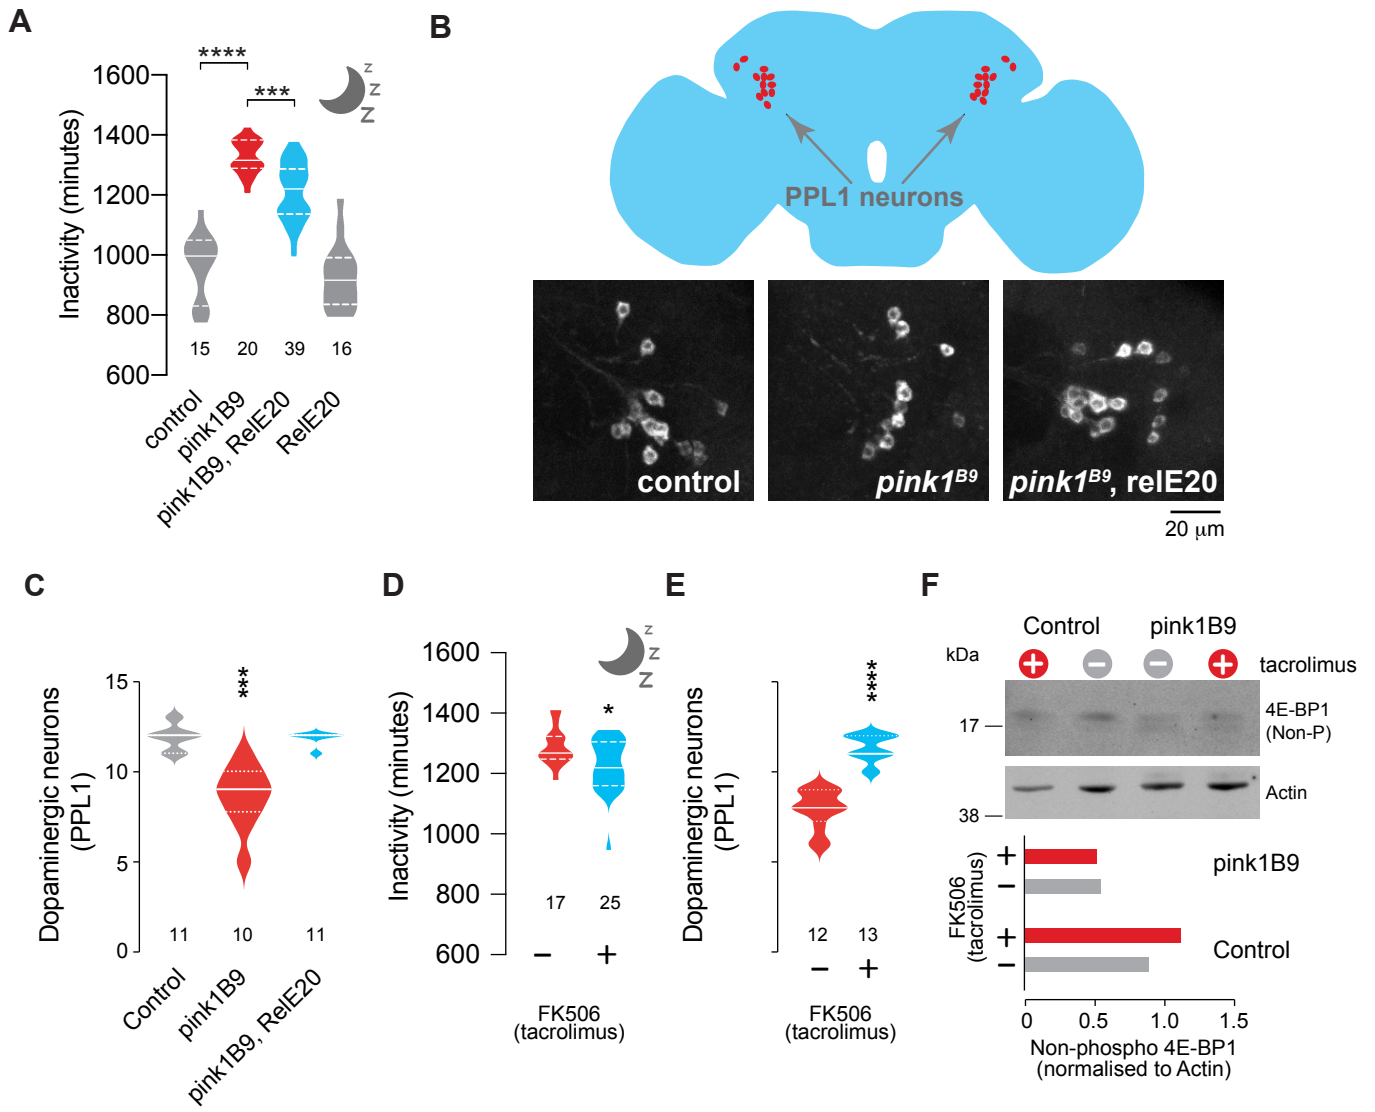 A
Inactivity (minutes)
1600
1400
1200
1000
800
600
****
***
z
z
z
15
20
39
16
control
pink1B9
pink1B9, RelE20
RelE20
B
PPL1 neurons
control
pink1B9
pink1B9, relE20
20 μm
C
Dopaminergic neurons
(PPL1)
15
10
5
0
***
11
10
11
Control
pink1B9
pink1B9, RelE20
D
Inactivity (minutes)
1600
1400
1200
1000
800
600
z
z
z
*
17
25
− +
FK506
(tacrolimus)
E
Dopaminergic neurons
(PPL1)
****
12
13
− +
FK506
(tacrolimus)
F
Control
pink1B9
kDa
+ − − +
tacrolimus
17
4E-BP1
(Non-P)
Actin
38
FK506
(tacrolimus)
+
−
pink1B9
+
−
Control
0 0.5 1.0 1.5
Non-phospho 4E-BP1
(normalised to Actin)